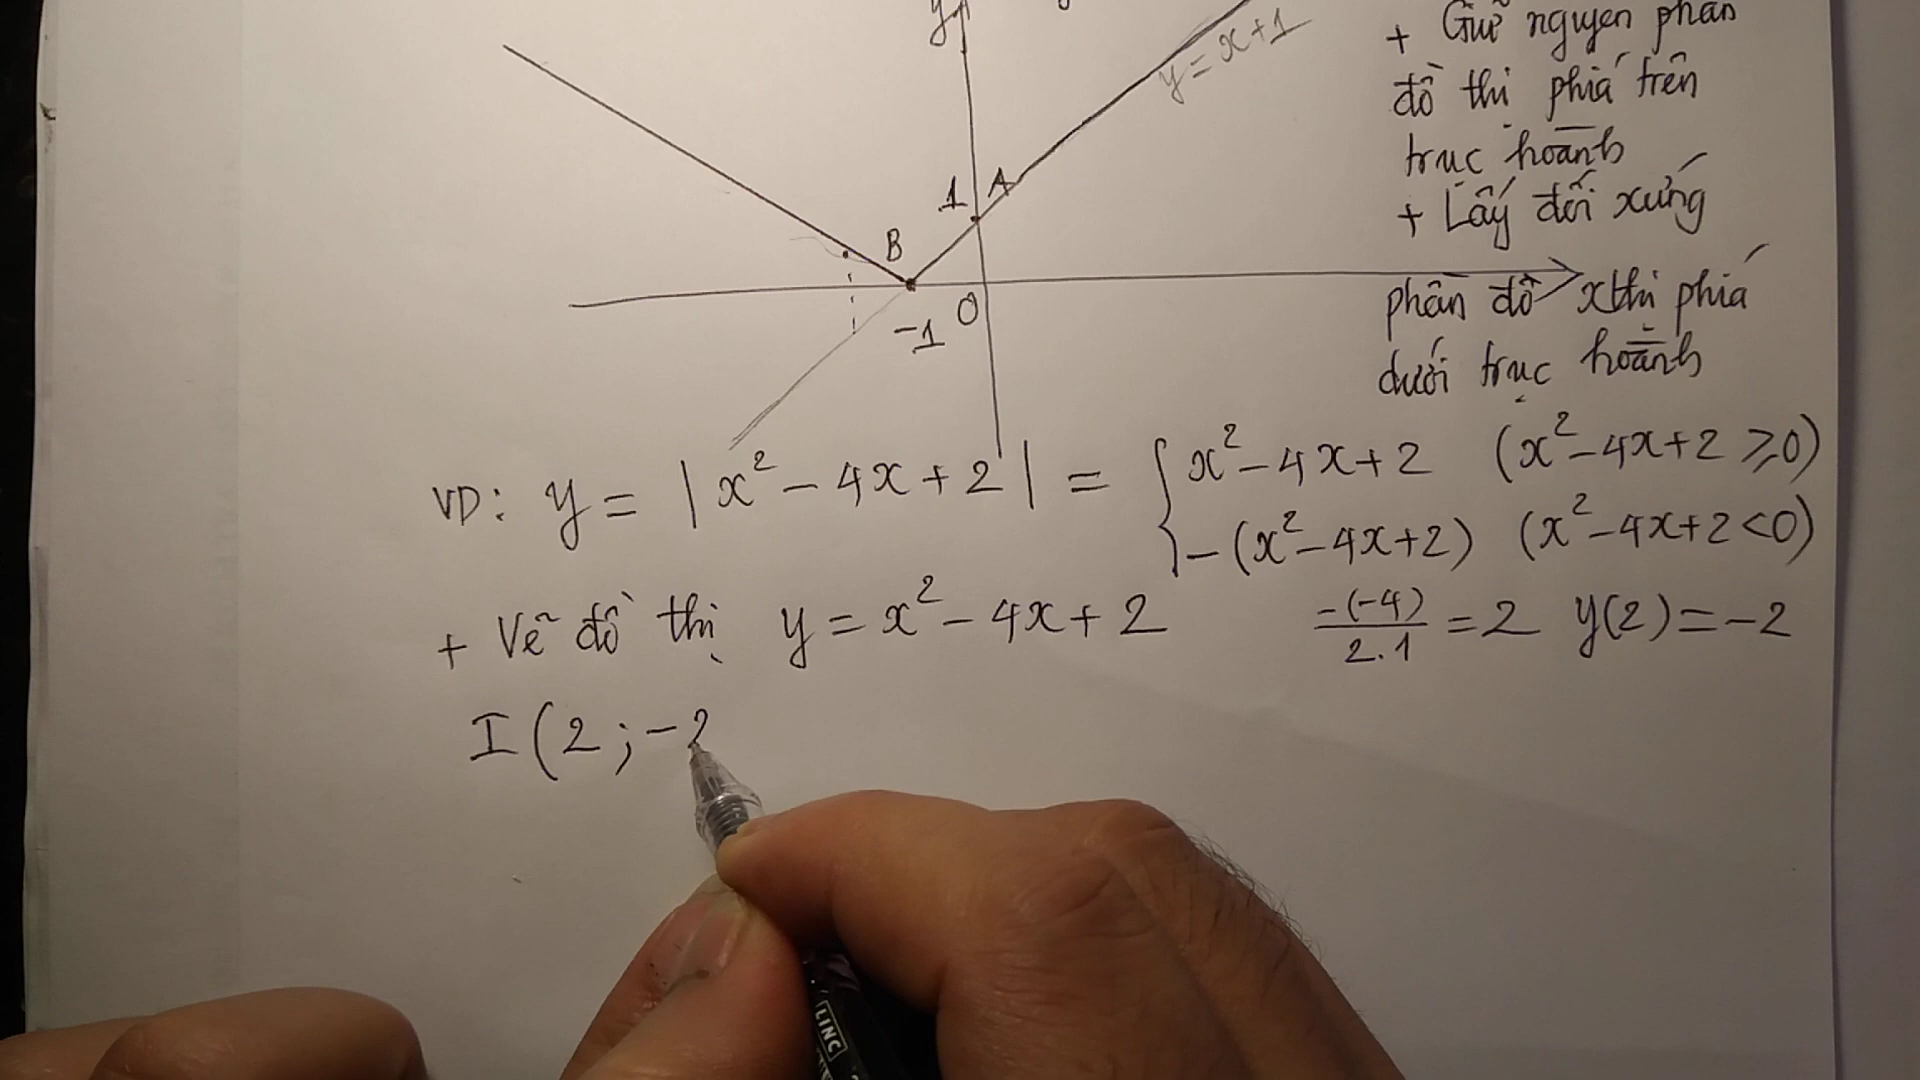 y
y = x+1
+ Giữ nguyên phần
đồ thị phía trên
trục hoành
+ Lấy đối xứng
phần đồ thị phía
dưới trục hoành
1 A
B
-1 O x
VD: y = |x² - 4x + 2| = { x² - 4x + 2 (x² - 4x + 2 ≥ 0)
-(x² - 4x + 2) (x² - 4x + 2 < 0)
+ Vẽ đồ thị y = x² - 4x + 2 -(-4)/2.1 = 2 y(2) = -2
I(2; -2
LINC